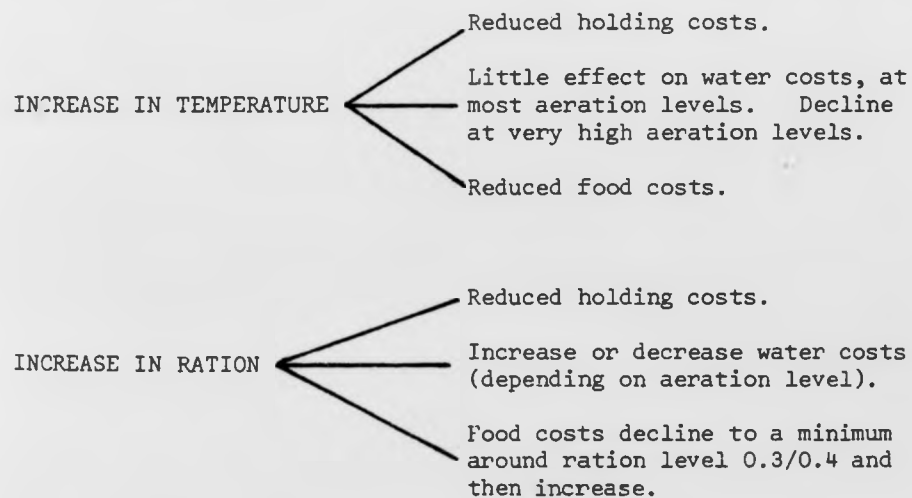 Reduced holding costs.
INCREASE IN TEMPERATURE
Little effect on water costs, at
most aeration levels. Decline
at very high aeration levels.
Reduced food costs.
Reduced holding costs.
INCREASE IN RATION
Increase or decrease water costs
(depending on aeration level).
Food costs decline to a minimum
around ration level 0.3/0.4 and
then increase.